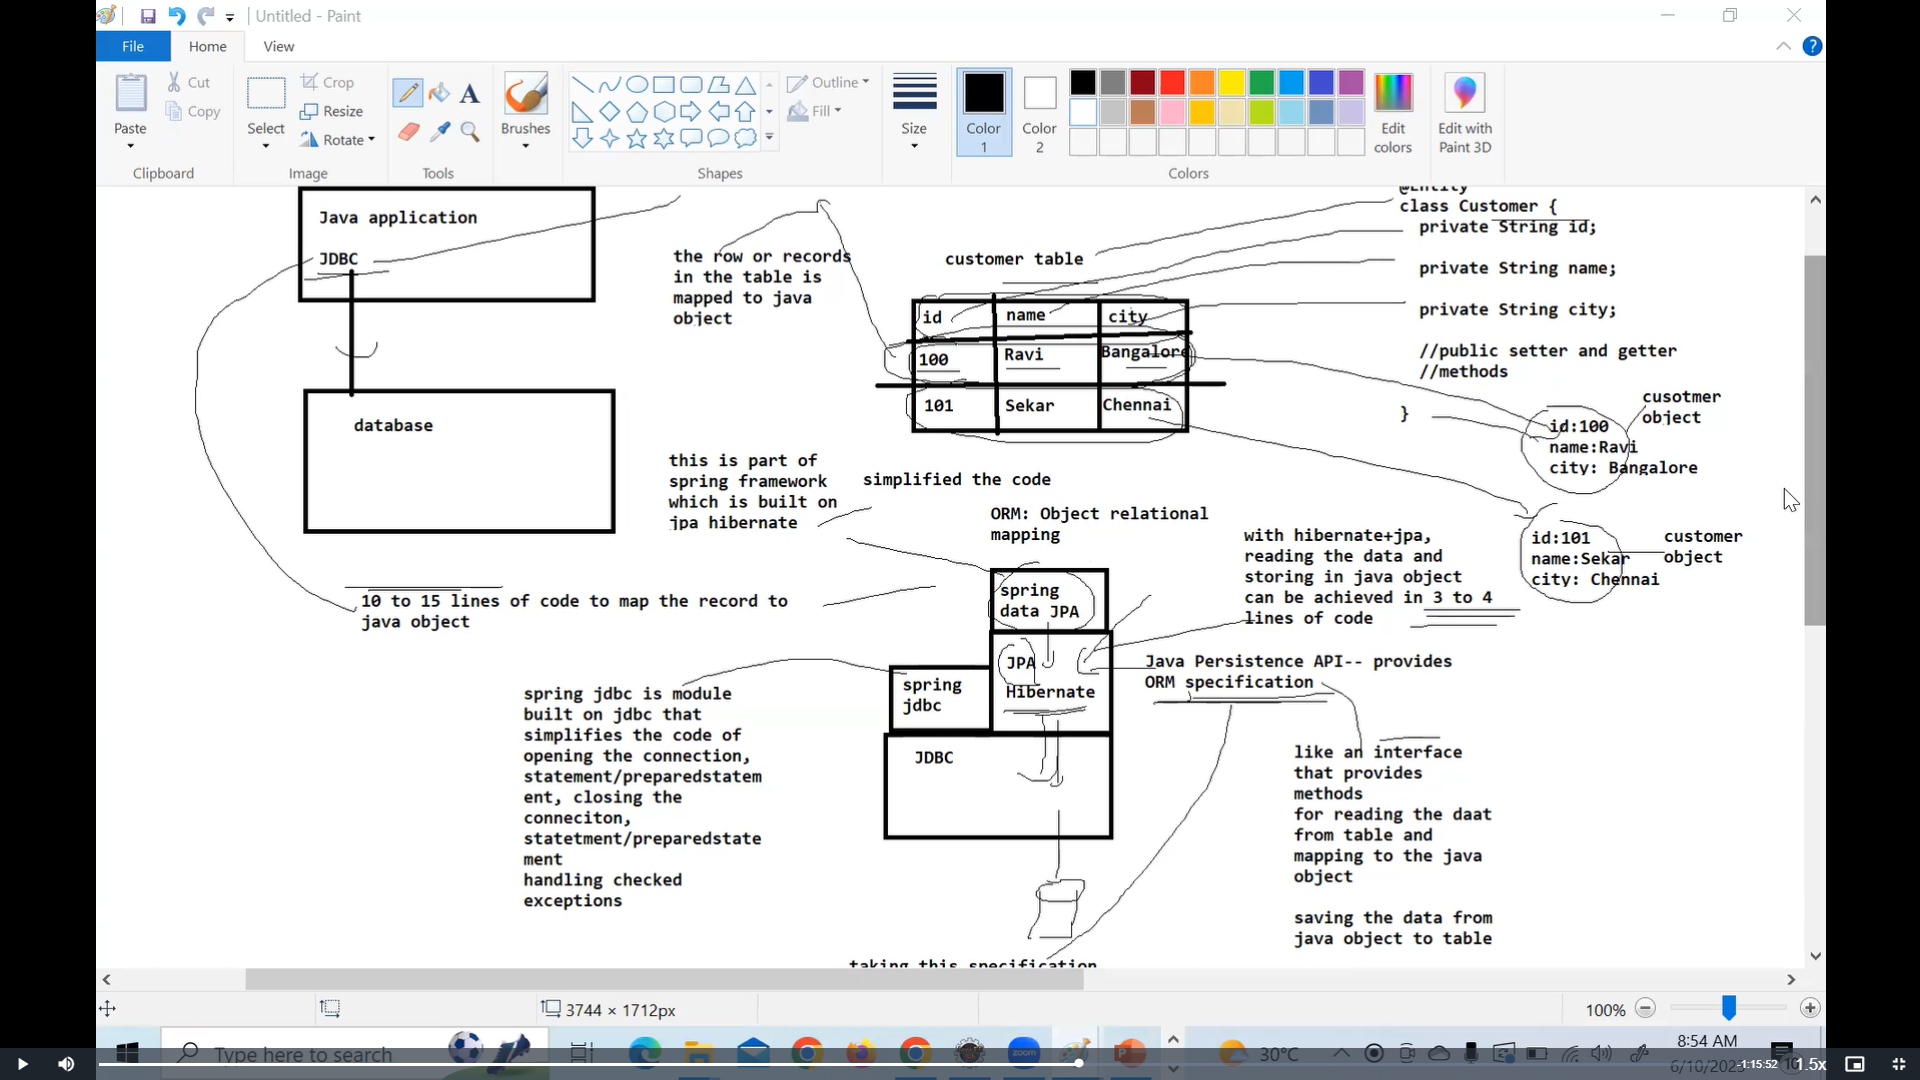 Untitled - Paint
File
Home
View
Paste
Cut
Copy
Clipboard
Select
Crop
Resize
Rotate
Image
Tools
Brushes
Shapes
Outline
Fill
Size
Color
1
Color
2
Edit
colors
Colors
Edit with
Paint 3D
Java application
JDBC
database
the row or records
in the table is
mapped to java
object
customer table
id name city
100 Ravi Bangalore
101 Sekar Chennai
@Entity
class Customer {
private String id;
private String name;
private String city;
//public setter and getter
//methods
}
cusotmer
object
id:100
name:Ravi
city: Bangalore
id:101
name:Sekar
city: Chennai
customer
object
this is part of
spring framework
which is built on
jpa hibernate
simplified the code
ORM: Object relational
mapping
with hibernate+jpa,
reading the data and
storing in java object
can be achieved in 3 to 4
lines of code
10 to 15 lines of code to map the record to
java object
spring
data JPA
JPA
Hibernate
spring
jdbc
JDBC
Java Persistence API-- provides
ORM specification
spring jdbc is module
built on jdbc that
simplifies the code of
opening the connection,
statement/preparedstatem
ent, closing the
conneciton,
statetment/preparedstate
ment
handling checked
exceptions
like an interface
that provides
methods
for reading the daat
from table and
mapping to the java
object
saving the data from
java object to table
taking this specification
3744 × 1712px
100%
Type here to search
zoom
30°C
8:54 AM
-1:15:52
1.5x